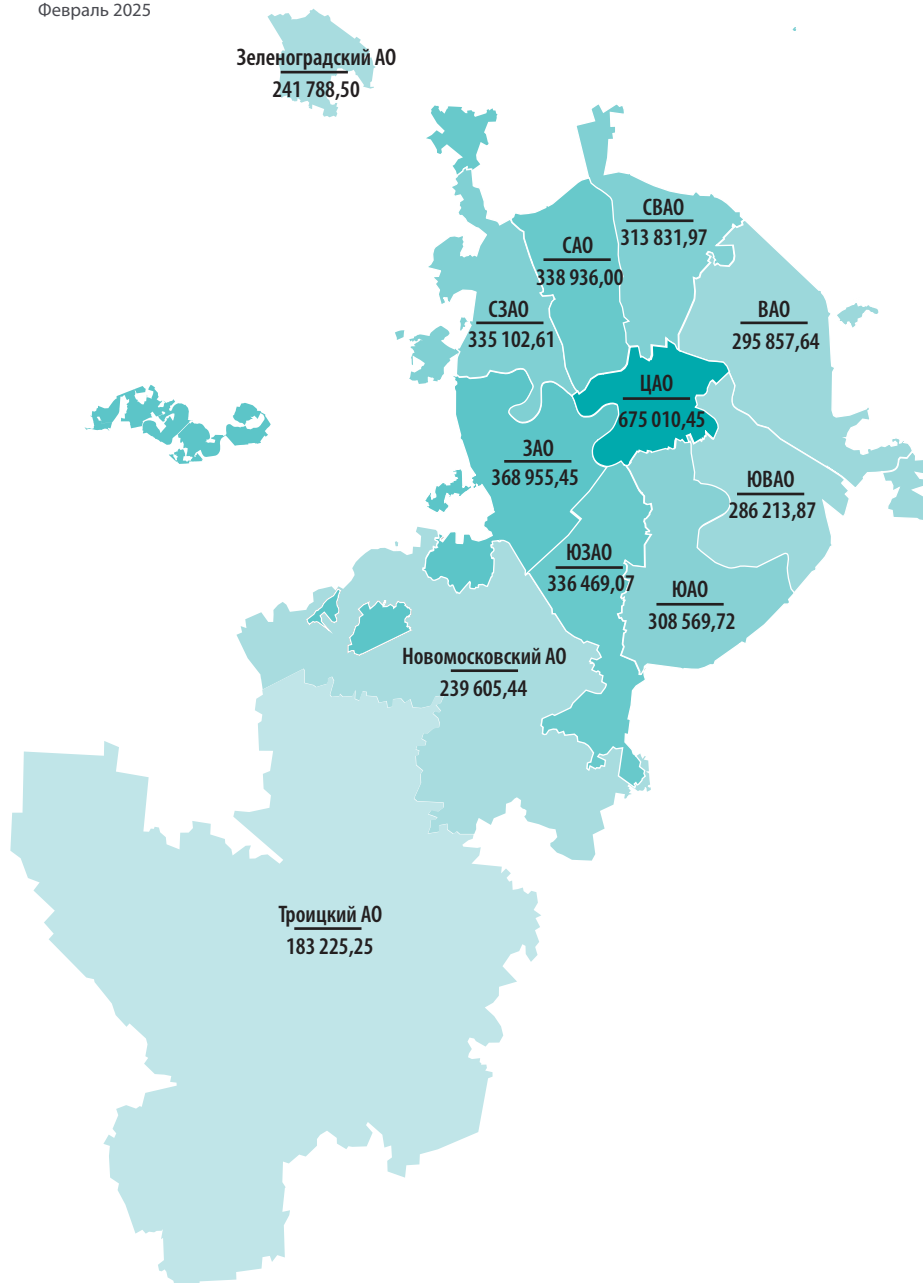 Февраль 2025
Зеленоградский АО
241 788,50
СВАО
313 831,97
САО
338 936,00
СЗАО
335 102,61
ВАО
295 857,64
ЦАО
675 010,45
ЗАО
368 955,45
ЮВАО
286 213,87
ЮЗАО
336 469,07
ЮАО
308 569,72
Новомосковский АО
239 605,44
Троицкий АО
183 225,25